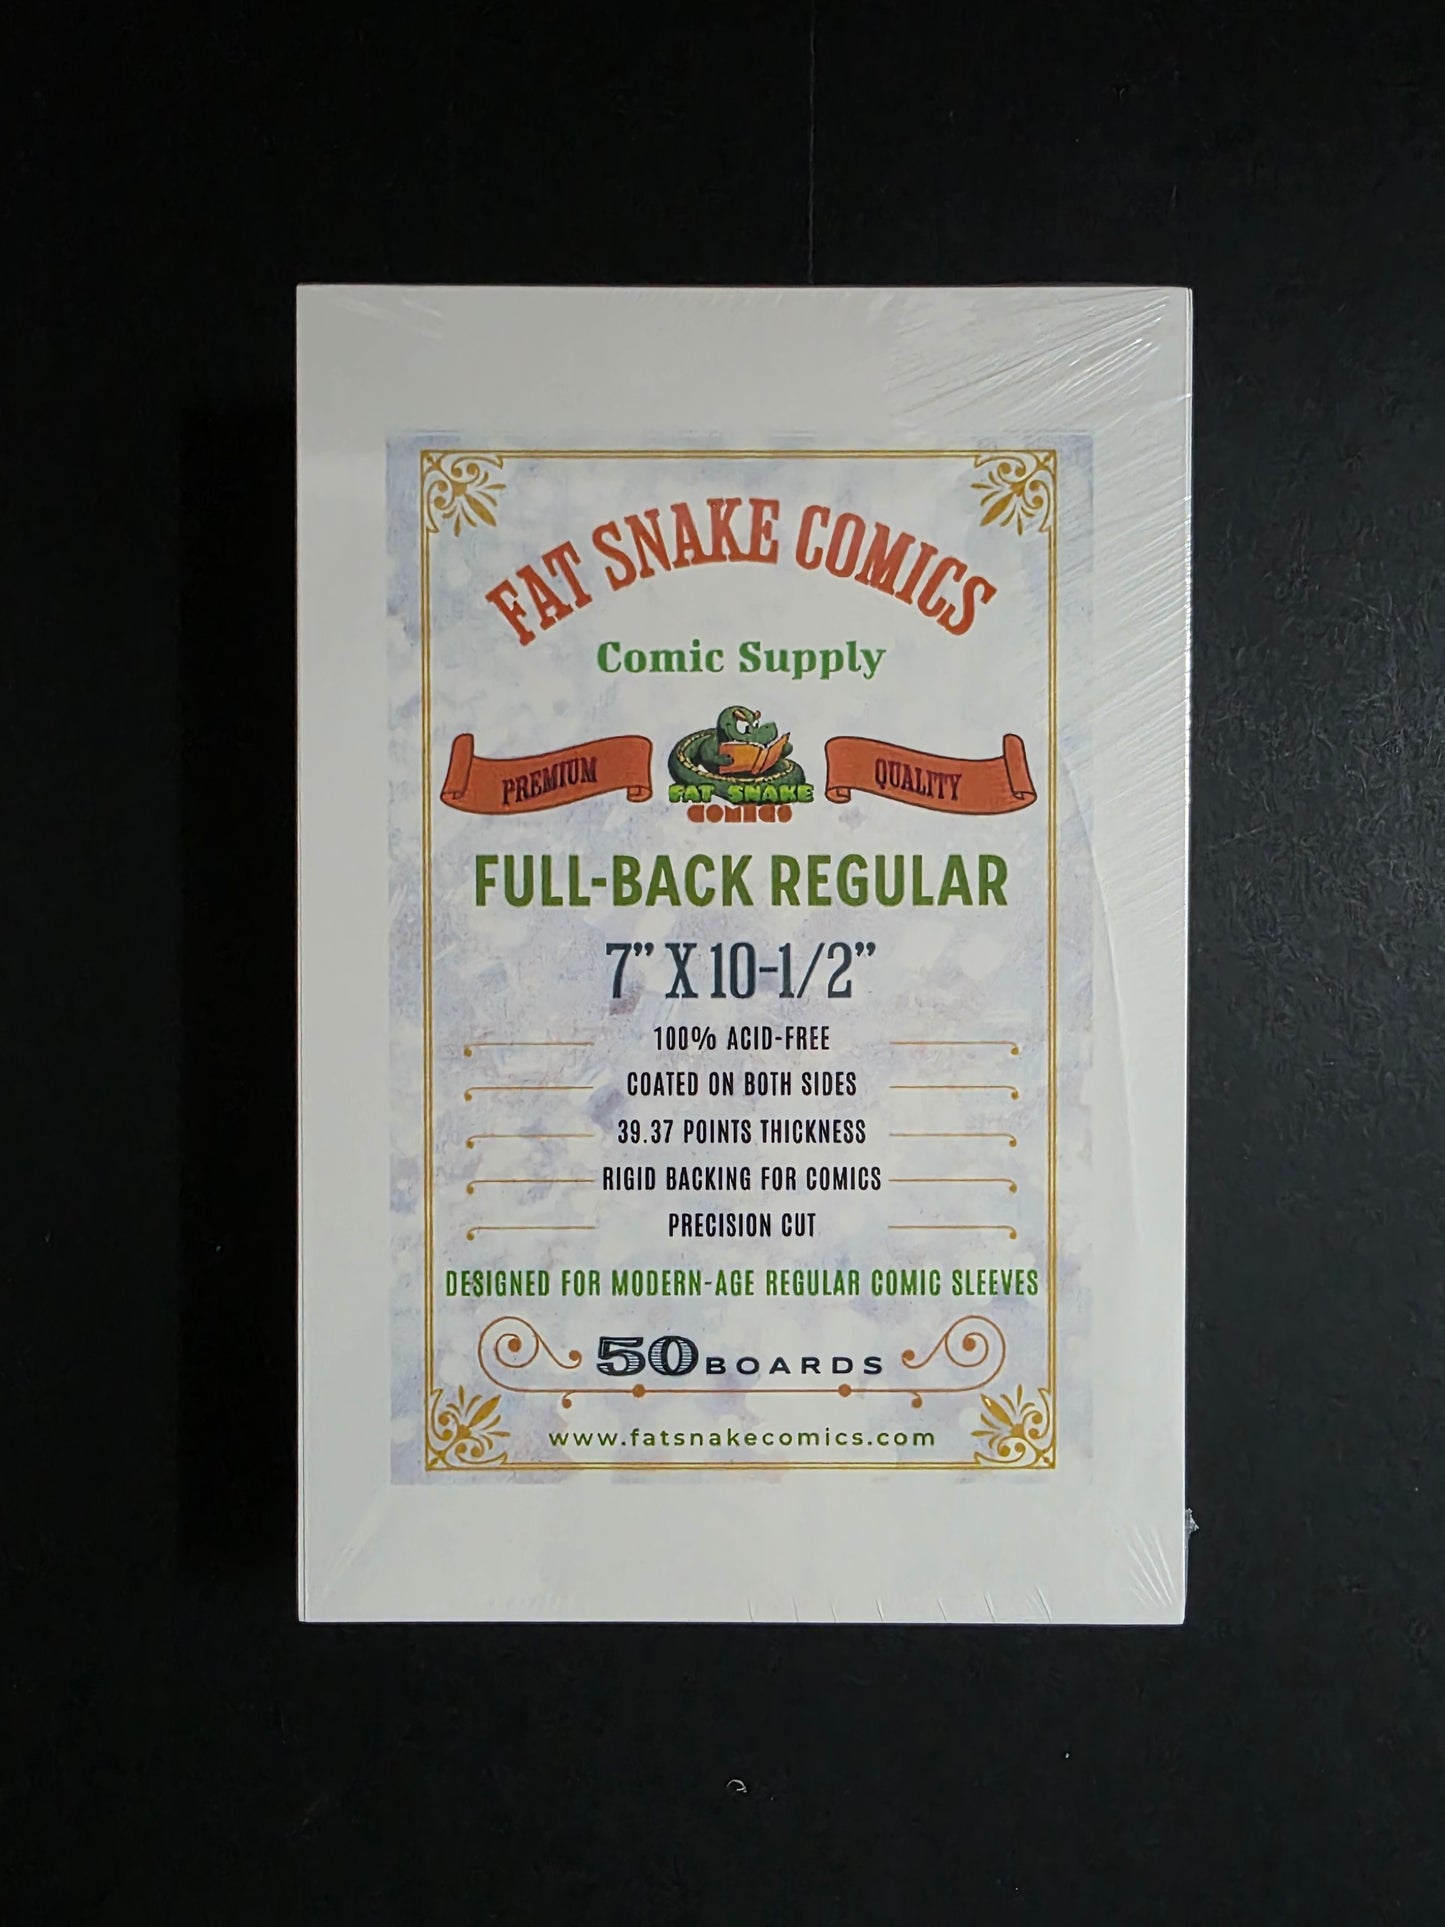 FAT SNAKE COMICS
Comic Supply
PREMIUM
QUALITY
FAT SNAKE
COMICS
FULL-BACK REGULAR
7” X 10-1/2”
100% ACID-FREE
COATED ON BOTH SIDES
39.37 POINTS THICKNESS
RIGID BACKING FOR COMICS
PRECISION CUT
DESIGNED FOR MODERN-AGE REGULAR COMIC SLEEVES
50 BOARDS
www.fatsnakecomics.com